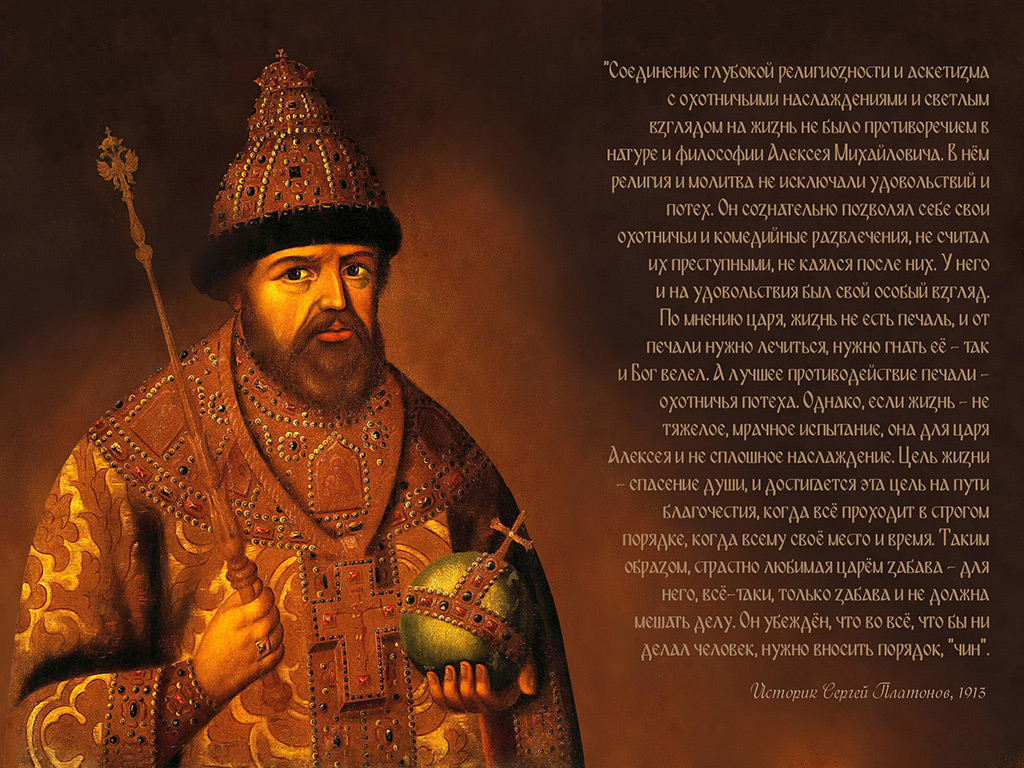 "Соединение глубокой религиозности и аскетизма
с охотничьими наслаждениями и светлым
взглядом на жизнь не было противоречием в
натуре и философии Алексея Михайловича. В нём
религия и молитва не исключали удовольствий и
потех. Он сознательно позволял себе свои
охотничьи и комедийные развлечения, не считал
их преступными, не каялся после них. У него
и на удовольствия был свой особый взгляд.
По мнению царя, жизнь не есть печаль, и от
печали нужно лечиться, нужно гнать её - так
и Бог велел. А лучшее противодействие печали -
охотничья потеха. Однако, если жизнь - не
тяжелое, мрачное испытание, она для царя
Алексея и не сплошное наслаждение. Цель жизни
- спасение души, и достигается эта цель на пути
благочестия, когда всё проходит в строгом
порядке, когда всему своё место и время. Таким
образом, страстно любимая царём забава - для
него, всё-таки, только забава и не должна
мешать делу. Он убеждён, что во всё, что бы ни
делал человек, нужно вносить порядок, "чин".
Историк Сергей Платонов, 1913